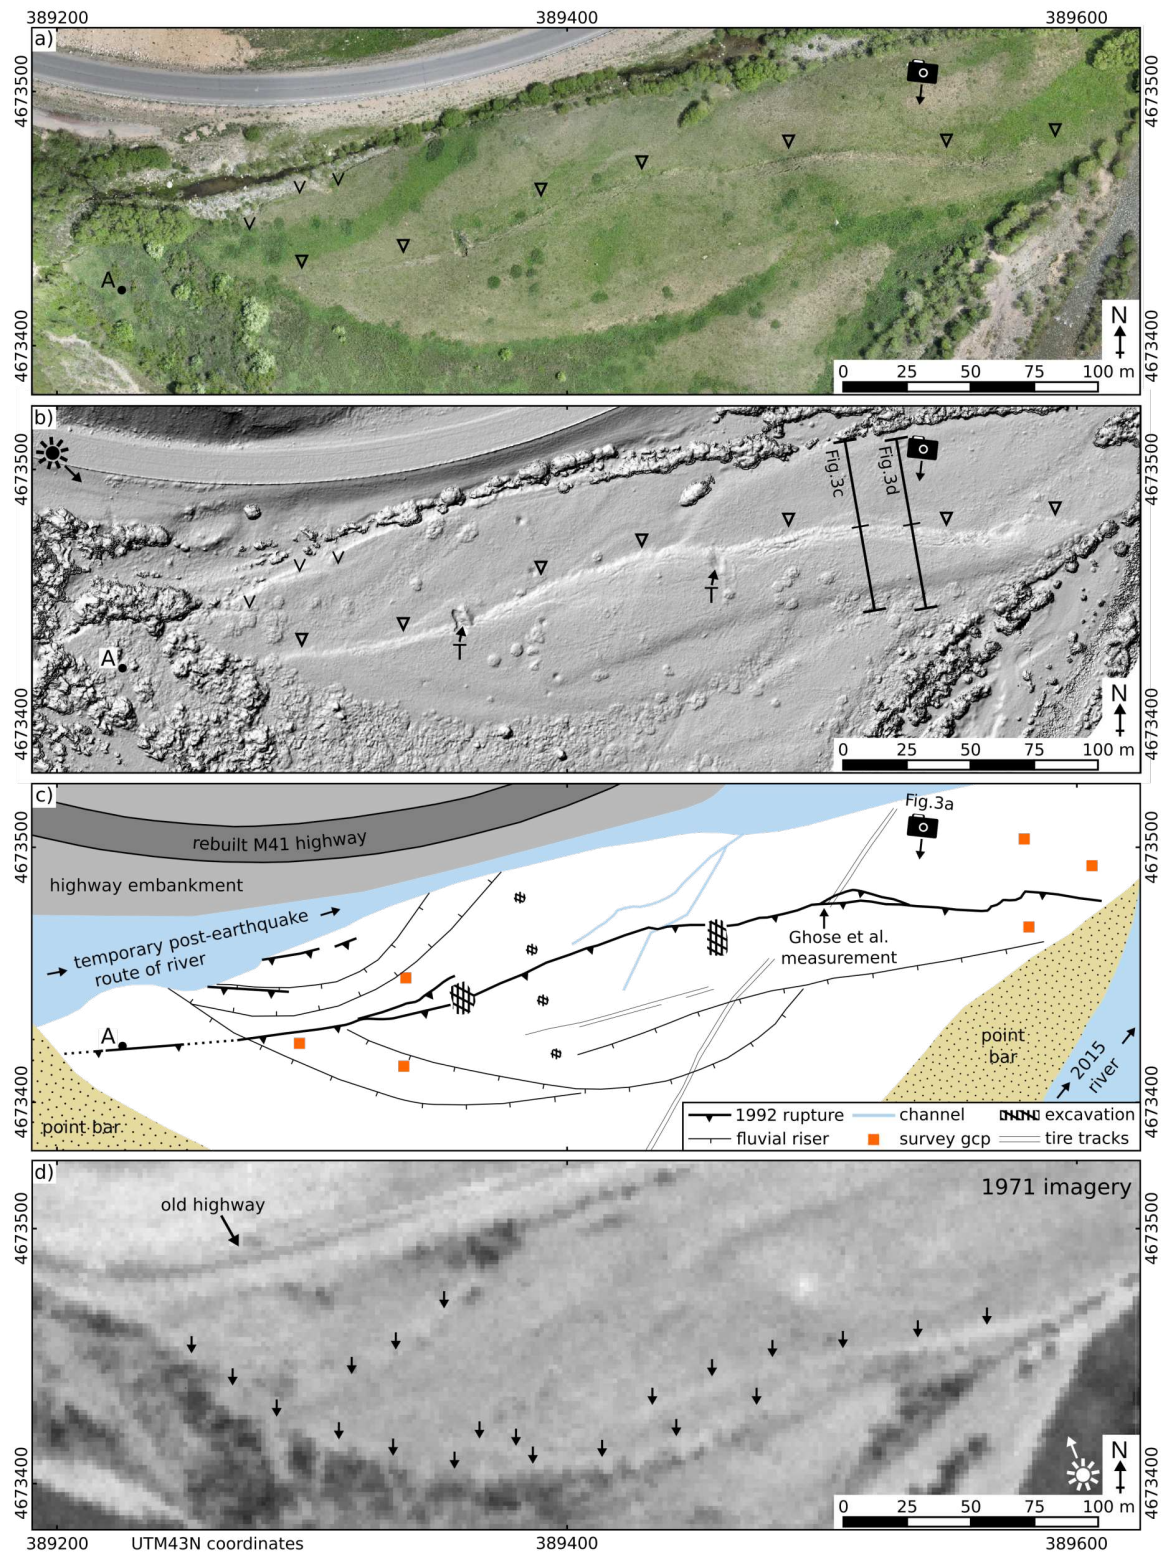 389200
389400
389600
a)
4673500
4673500
A
N
4673400
4673400
0
25
50
75
100 m
b)
4673500
4673500
Fig.3c
Fig.3d
T
T
A
N
4673400
4673400
0
25
50
75
100 m
c)
4673500
4673500
Fig.3a
rebuilt M41 highway
highway embankment
temporary post-earthquake
route of river
Ghose et al.
measurement
A
point
bar
2015
river
4673400
4673400
point bar
1992 rupture
channel
excavation
fluvial riser
survey gcp
tire tracks
d)
1971 imagery
old highway
4673500
4673500
N
4673400
4673400
0
25
50
75
100 m
389200
UTM43N coordinates
389400
389600